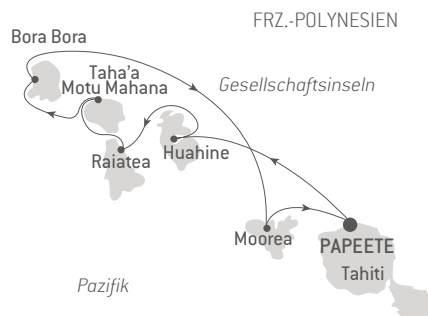 FRZ.-POLYNESIEN
Bora Bora
Taha'a
Motu Mahana
Gesellschaftsinseln
Raiatea
Huahine
Moorea
PAPEETE
Tahiti
Pazifik